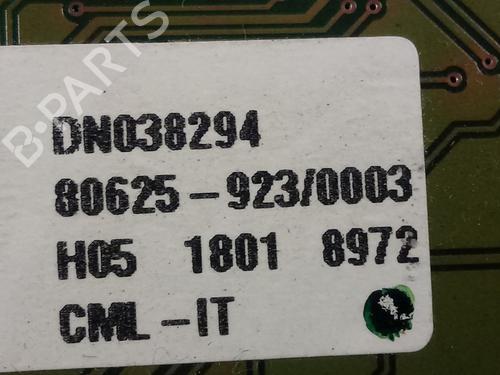 B-PARTS
DN038294
80625-923/0003
H05 1801 8972
CML-IT